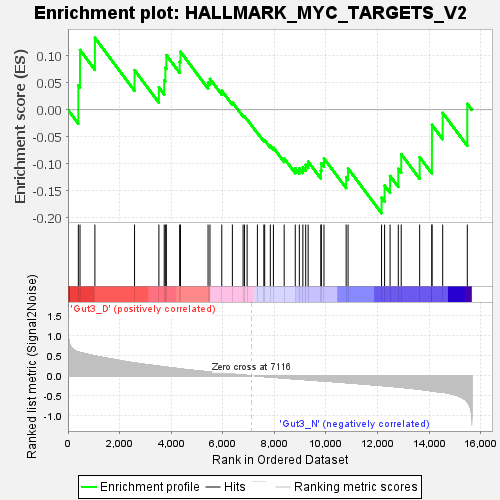 Enrichment plot: HALLMARK_MYC_TARGETS_V2
Enrichment score (ES)
0.10
0.05
0.00
-0.05
-0.10
-0.15
-0.20
'Gut3_D' (positively correlated)
Ranked list metric (Signal2Noise)
1.5
1.0
0.5
0.0
-0.5
-1.0
Zero cross at 7116
'Gut3_N' (negatively correlated)
0
2,000
4,000
6,000
8,000
10,000
12,000
14,000
16,000
Rank in Ordered Dataset
Enrichment profile
Hits
Ranking metric scores